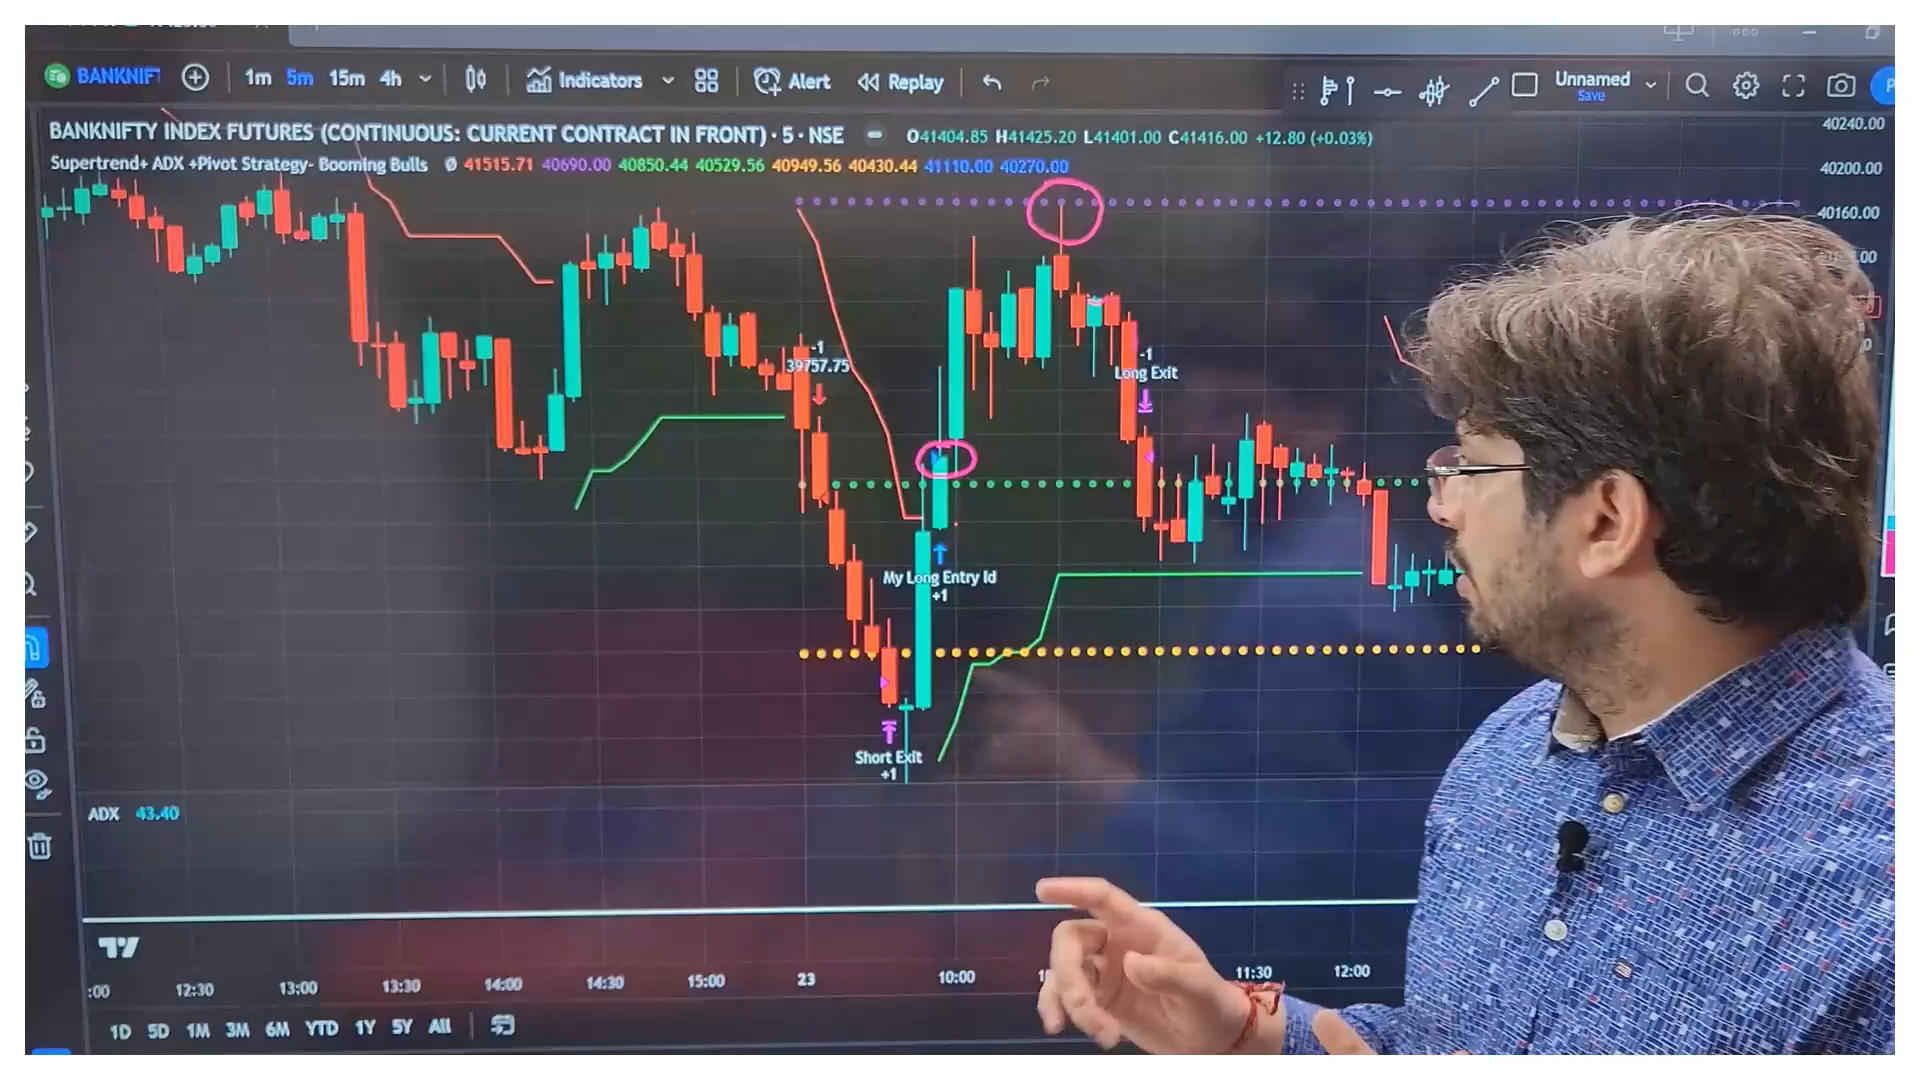 BANKNIF 1m 5m 15m 4h Indicators Alert Replay Unnamed
Save
BANKNIFTY INDEX FUTURES (CONTINUOUS: CURRENT CONTRACT IN FRONT) · 5 · NSE O41404.85 H41425.20 L41401.00 C41416.00 +12.80 (+0.03%)
Supertrend+ ADX +Pivot Strategy- Booming Bulls Ø 41515.71 40690.00 40850.44 40529.56 40949.56 40430.44 41110.00 40270.00
40240.00
40200.00
40160.00
-1
39757.75
-1
Long Exit
My Long Entry Id
+1
Short Exit
+1
ADX 43.40
:00 12:30 13:00 13:30 14:00 14:30 15:00 23 10:00 11:30 12:00
1D 5D 1M 3M 6M YTD 1Y 5Y All